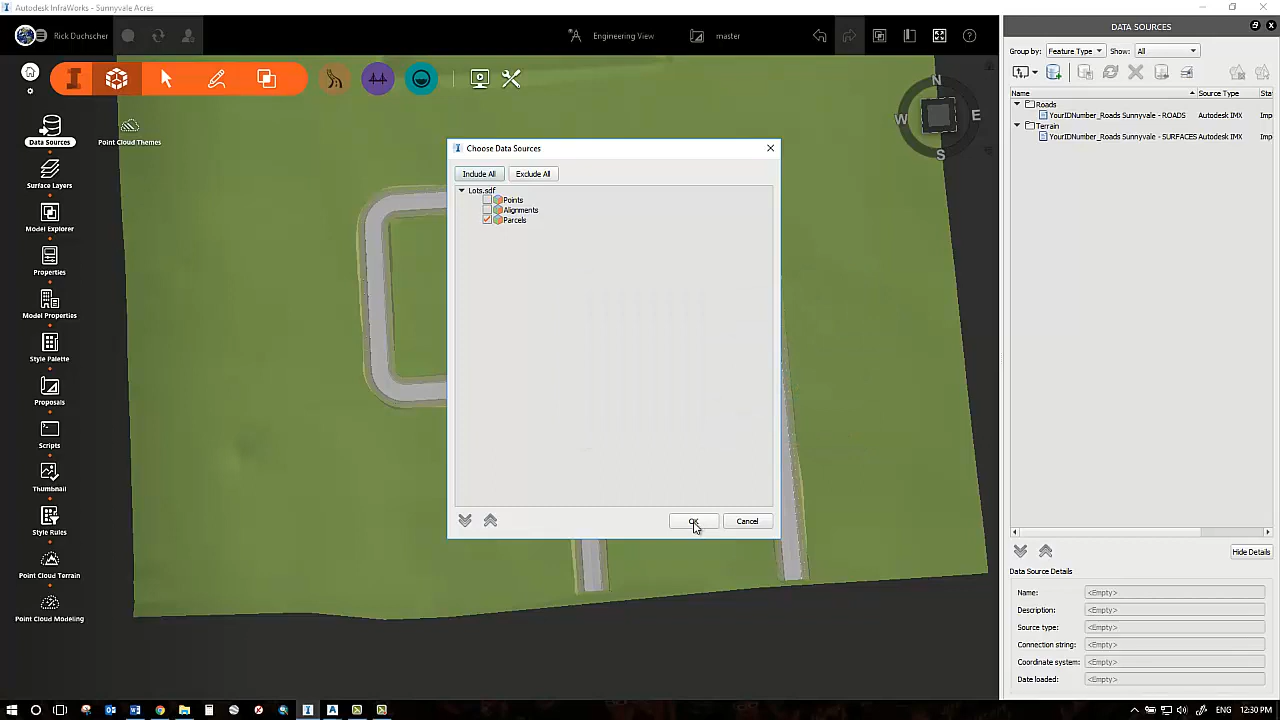 Autodesk InfraWorks - Sunnyvale Acres
Rick Duchscher
Engineering View
master
DATA SOURCES
Group by: Feature Type Show: All
Name Source Type Sta
Roads
YourIDNumber_Roads Sunnyvale - ROADS Autodesk IMX Imp
Terrain
YourIDNumber_Roads Sunnyvale - SURFACES Autodesk IMX Imp
N
W E
S
Data Sources
Point Cloud Themes
Surface Layers
Model Explorer
Properties
Model Properties
Style Palette
Proposals
Scripts
Thumbnail
Style Rules
Point Cloud Terrain
Point Cloud Modeling
Choose Data Sources
Include All Exclude All
Lots.sdf
Points
Alignments
Parcels
OK Cancel
Hide Details
Data Source Details
Name: <Empty>
Description: <Empty>
Source type: <Empty>
Connection string: <Empty>
Coordinate system: <Empty>
Date loaded: <Empty>
ENG 12:30 PM